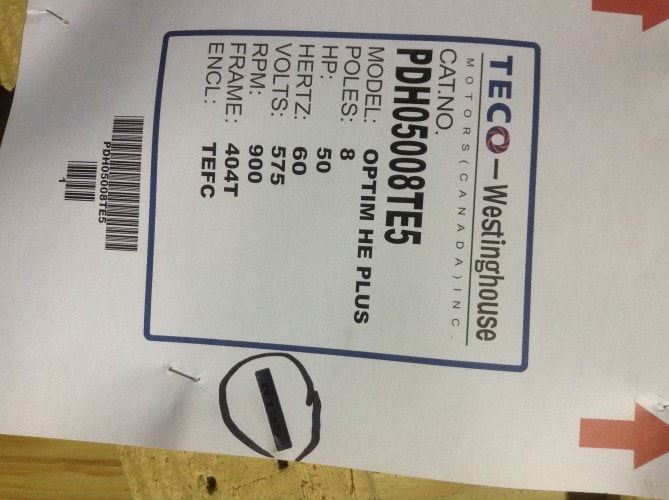 TECO–Westinghouse
MOTORS (CANADA) INC.
CAT.NO.
PDH05008TE5
MODEL: OPTIM HE PLUS
POLES: 8
HP: 50
HERTZ: 60
VOLTS: 575
RPM: 900
FRAME: 404T
ENCL: TEFC
PDH05008TE5
1